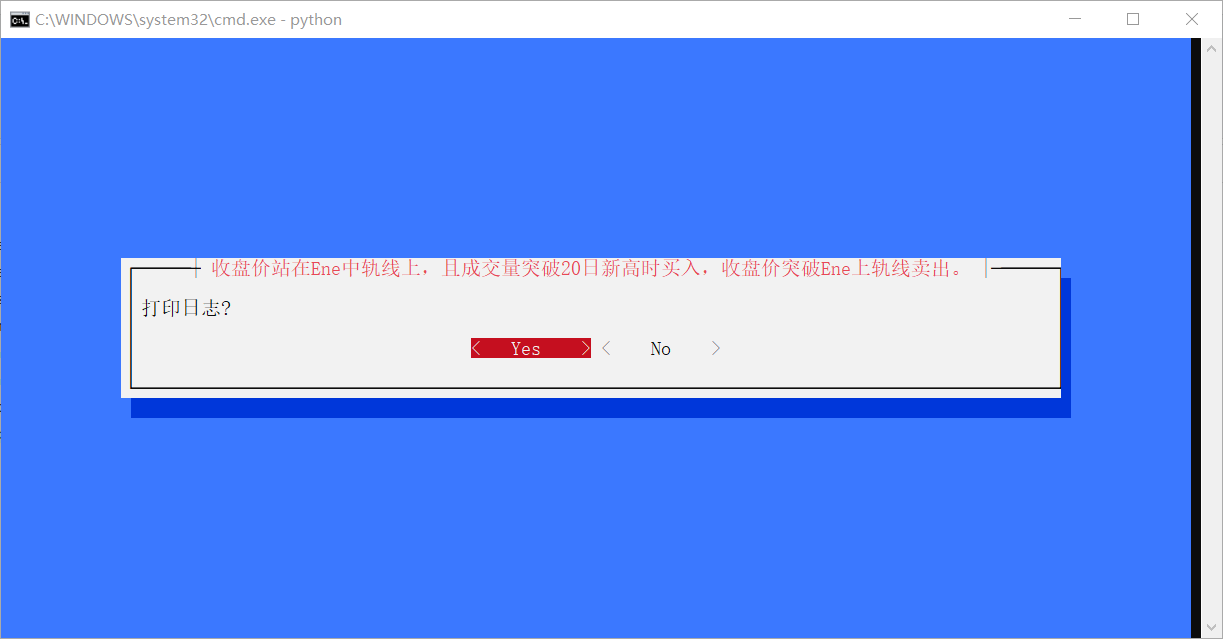 C:\WINDOWS\system32\cmd.exe - python
收盘价站在Ene中轨线上，且成交量突破20日新高时买入，收盘价突破Ene上轨线卖出。
打印日志?
< Yes > < No >